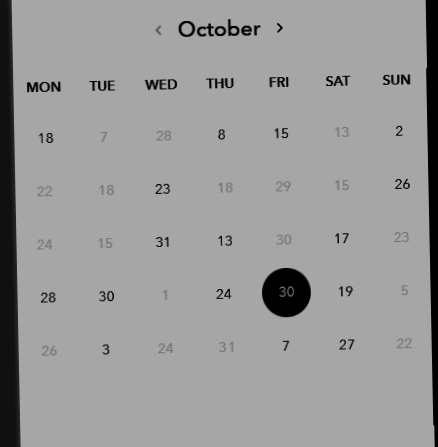 ‹ October ›
MON TUE WED THU FRI SAT SUN
18 7 28 8 15 13 2
22 18 23 18 29 15 26
24 15 31 13 30 17 23
28 30 1 24 30 19 5
26 3 24 31 7 27 22